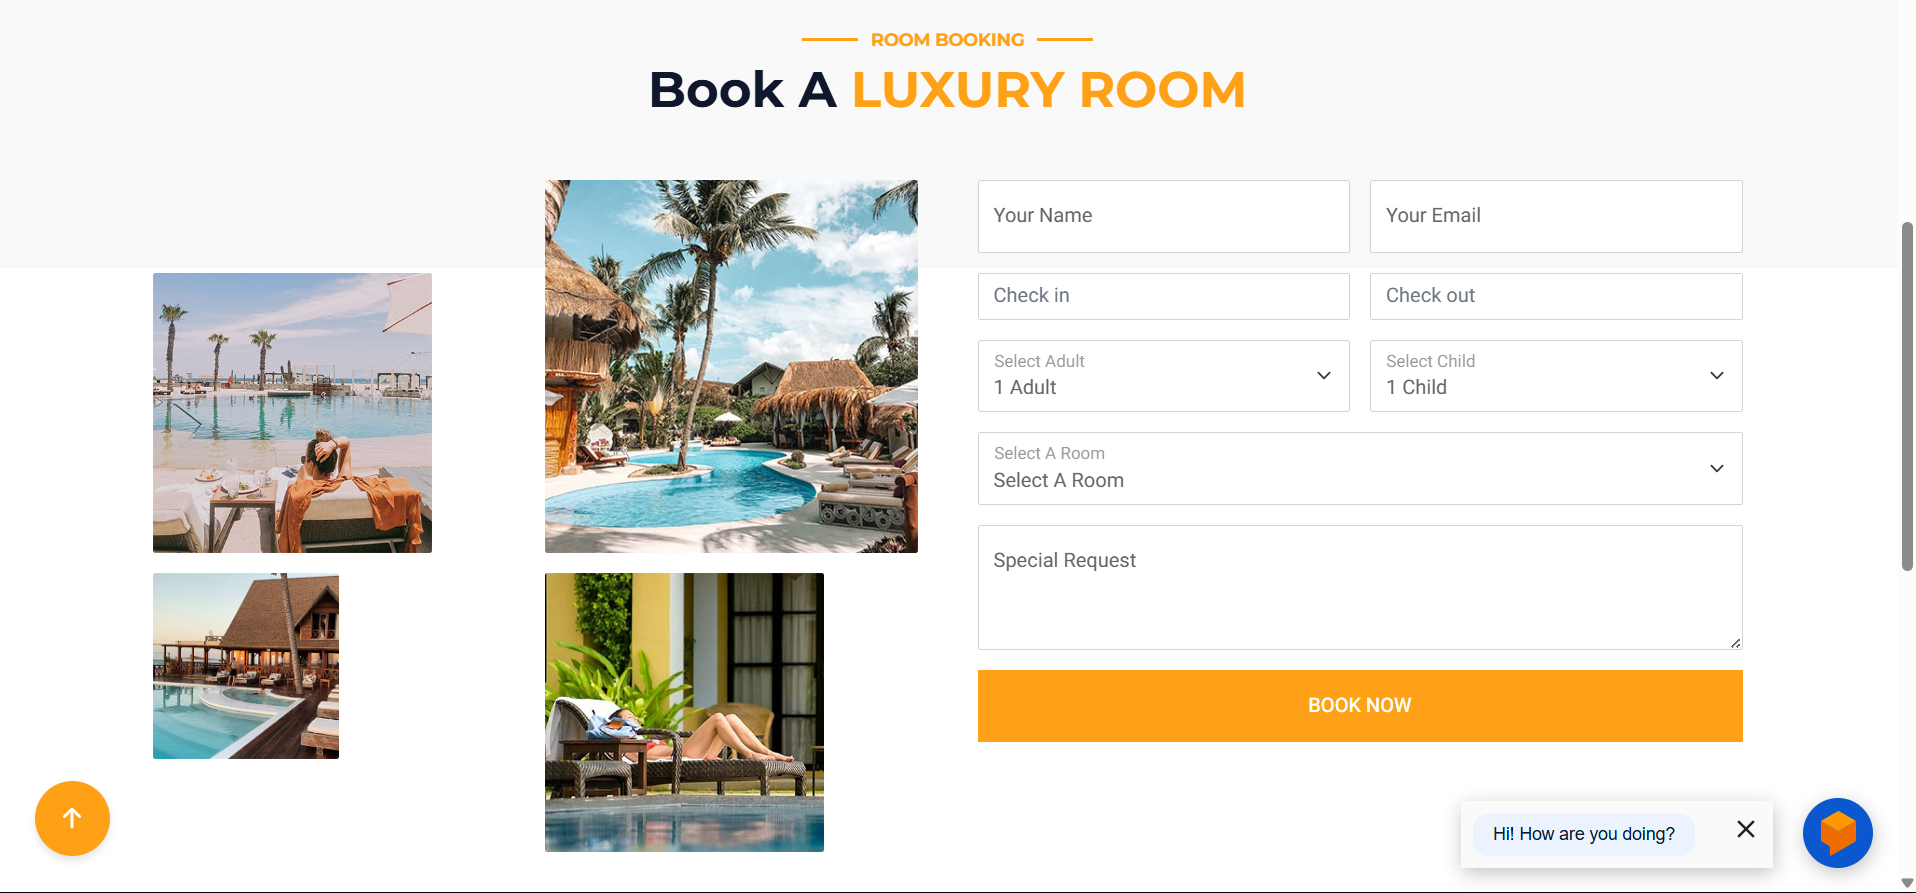 ROOM BOOKING
Book A LUXURY ROOM
Your Name
Your Email
Check in
Check out
Select Adult
1 Adult
Select Child
1 Child
Select A Room
Select A Room
Special Request
BOOK NOW
Hi! How are you doing?